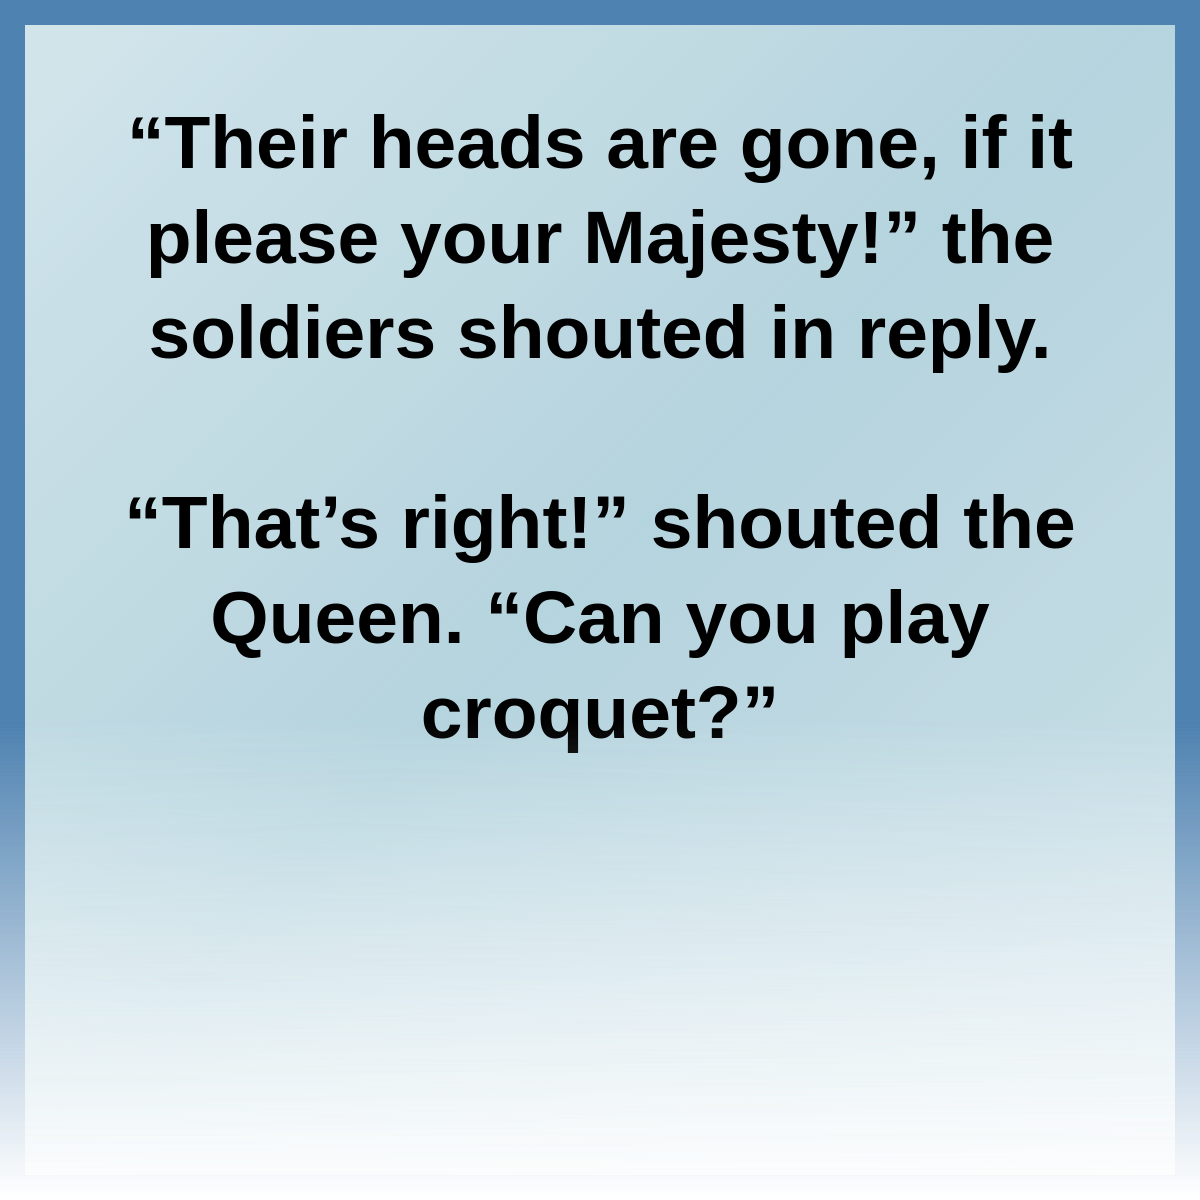 “Their heads are gone, if it
please your Majesty!” the
soldiers shouted in reply.
“That’s right!” shouted the
Queen. “Can you play
croquet?”